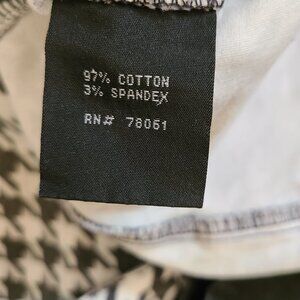 97% COTTON
3% SPANDEX
RN# 78051